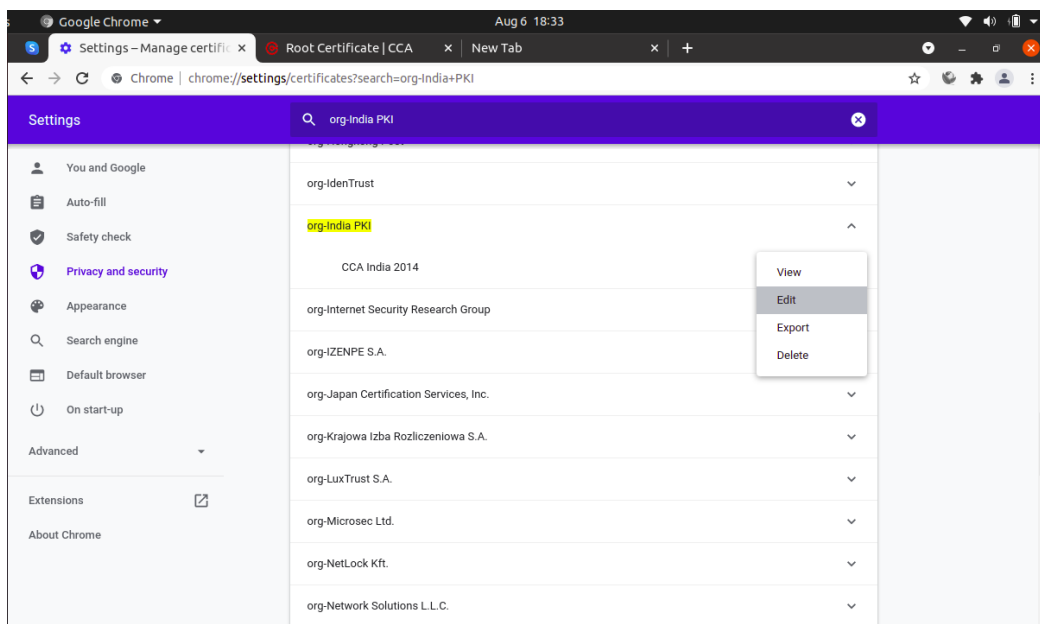 Google Chrome
Aug 6 18:33
Settings – Manage certific
Root Certificate | CCA
New Tab
Chrome
chrome://settings/certificates?search=org-India+PKI
Settings
org-India PKI
You and Google
Auto-fill
Safety check
Privacy and security
Appearance
Search engine
Default browser
On start-up
Advanced
Extensions
About Chrome
org-IdenTrust
org-India PKI
CCA India 2014
org-Internet Security Research Group
org-IZENPE S.A.
org-Japan Certification Services, Inc.
org-Krajowa Izba Rozliczeniowa S.A.
org-LuxTrust S.A.
org-Microsec Ltd.
org-NetLock Kft.
org-Network Solutions L.L.C.
View
Edit
Export
Delete